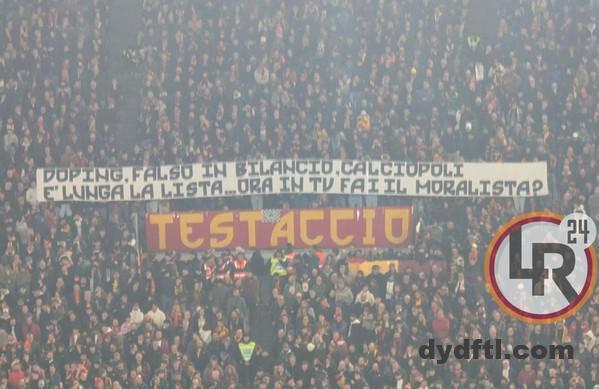 DOPING, FALSO IN BILANCIO, CALCIOPOLI
E' LUNGA LA LISTA... ORA IN TV FAI IL MORALISTA?
TESTACCIO
24
LR
dydftl.com